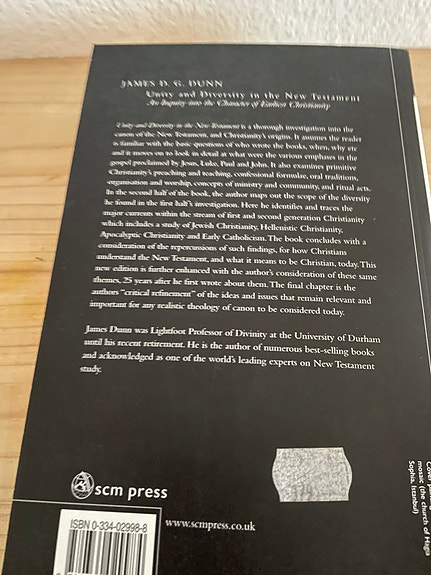 JAMES D. G. DUNN
Unity and Diversity in the New Testament
An Inquiry into the Character of Earliest Christianity
Unity and Diversity in the New Testament is a thorough investigation into the
canon of the New Testament, and Christianity's origins. It assumes the reader
is familiar with the basic questions of who wrote the books, when, why etc
and it moves on to look in detail at what were the various emphases in the
gospel proclaimed by Jesus, Luke, Paul and John. It also examines primitive
Christianity's preaching and teaching, confessional formulae, oral traditions,
organisation and worship, concepts of ministry and community, and ritual acts.
In the second half of the book, the author maps out the scope of the diversity
he found in the first half's investigation. Here he identifies and traces the
major currents within the stream of first and second generation Christianity
which includes a study of Jewish Christianity, Hellenistic Christianity,
Apocalyptic Christianity and Early Catholicism. The book concludes with a
consideration of the repercussions of such findings, for how Christians
understand the New Testament, and what it means to be Christian, today. This
new edition is further enhanced with the author's consideration of these same
themes, 25 years after he first wrote about them. The final chapter is the
authors "critical refinement" of the ideas and issues that remain relevant and
important for any realistic theology of canon to be considered today.
James Dunn was Lightfoot Professor of Divinity at the University of Durham
until his recent retirement. He is the author of numerous best-selling books
and acknowledged as one of the world's leading experts on New Testament
study.
scm press
www.scmpress.co.uk
ISBN 0-334-02998-8
Cover
mosaic (the church of Hagia
Sophia, Istanbul)